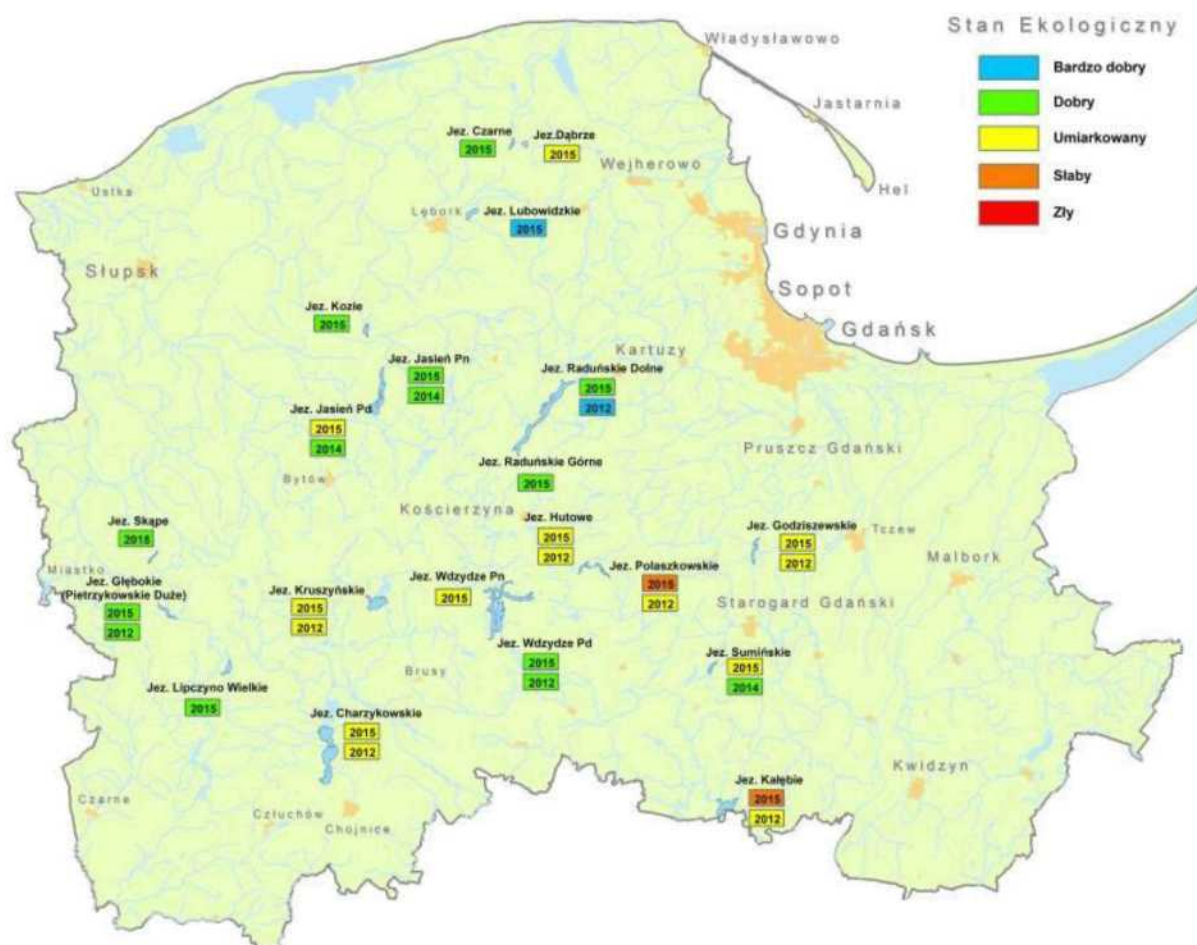 Stan Ekologiczny
Bardzo dobry
Dobry
Umiarkowany
Słaby
Zły
Władysławowo
Jastarnia
Hel
Jez. Czarne
2015
Jez.Dąbrze
2015
Wejherowo
Ustka
Lębork
Jez. Lubowidzkie
2015
Gdynia
Słupsk
Sopot
Gdańsk
Jez. Kozie
2015
Jez. Jasień Pn
2015
2014
Kartuzy
Jez. Raduńskie Dolne
2015
2012
Jez. Jasień Pd
2015
2014
Pruszcz Gdański
Bytów
Jez. Raduńskie Górne
2015
Kościerzyna
Jez. Hutowe
2015
2012
Jez. Skąpe
2015
Jez. Godziszewskie
2015
2012
Tczew
Malbork
Miastko
Jez. Głębokie
(Pietrzykowskie Duże)
2015
2012
Jez. Kruszyńskie
2015
2012
Jez. Wdzydze Pn
2015
Jez. Polaszkowskie
2015
2012
Starogard Gdański
Jez. Wdzydze Pd
2015
2012
Jez. Sumińskie
2015
2014
Brusy
Jez. Lipczyno Wielkie
2015
Jez. Charzykowskie
2015
2012
Jez. Kałębie
2015
2012
Kwidzyn
Czarne
Człuchów
Chojnice